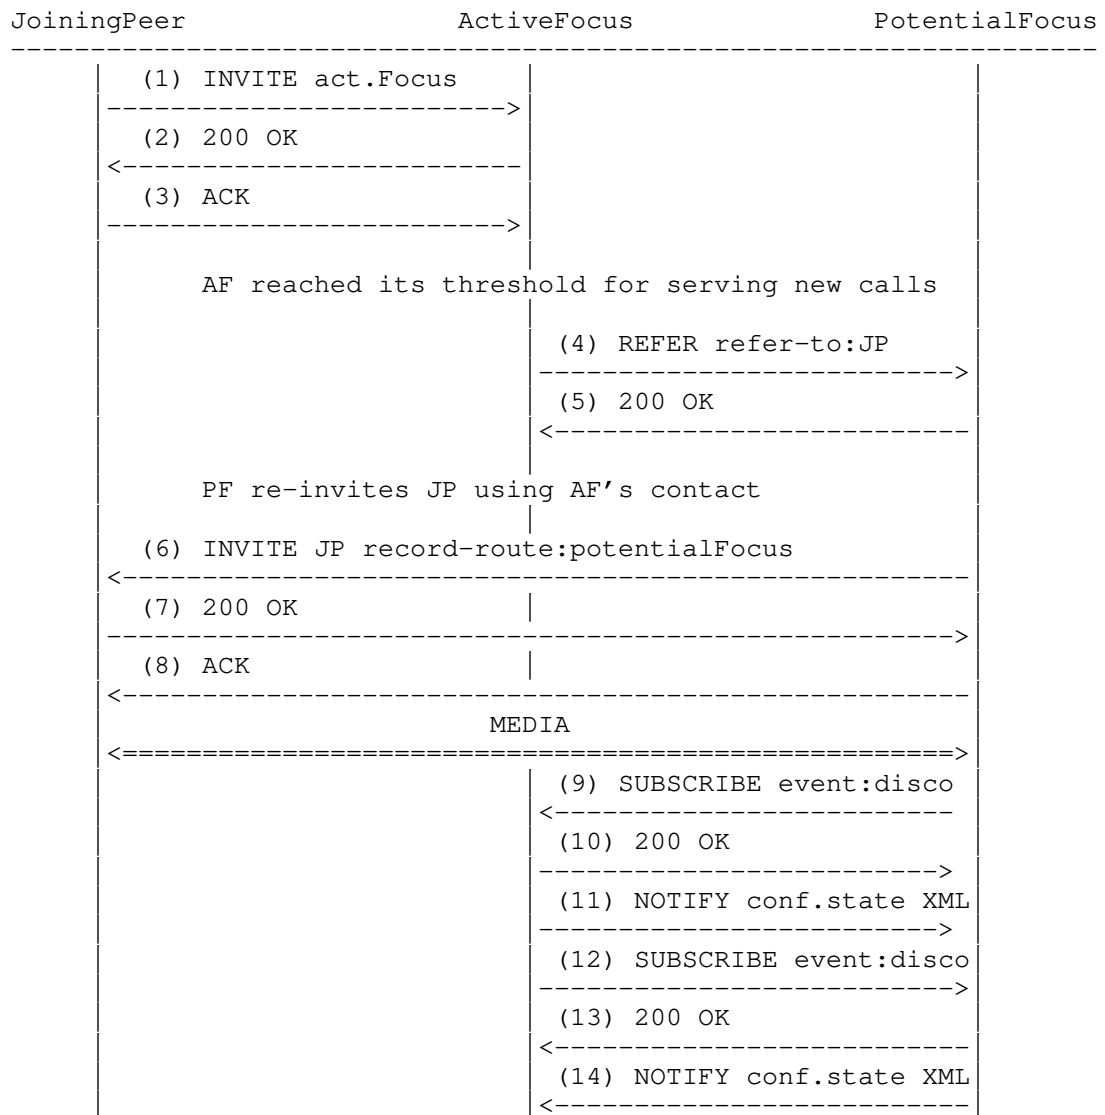 JoiningPeer ActiveFocus PotentialFocus
(1) INVITE act.Focus
(2) 200 OK
(3) ACK
AF reached its threshold for serving new calls
(4) REFER refer-to:JP
(5) 200 OK
PF re-invites JP using AF’s contact
(6) INVITE JP record-route:potentialFocus
(7) 200 OK
(8) ACK
MEDIA
(9) SUBSCRIBE event:disco
(10) 200 OK
(11) NOTIFY conf.state XML
(12) SUBSCRIBE event:disco
(13) 200 OK
(14) NOTIFY conf.state XML